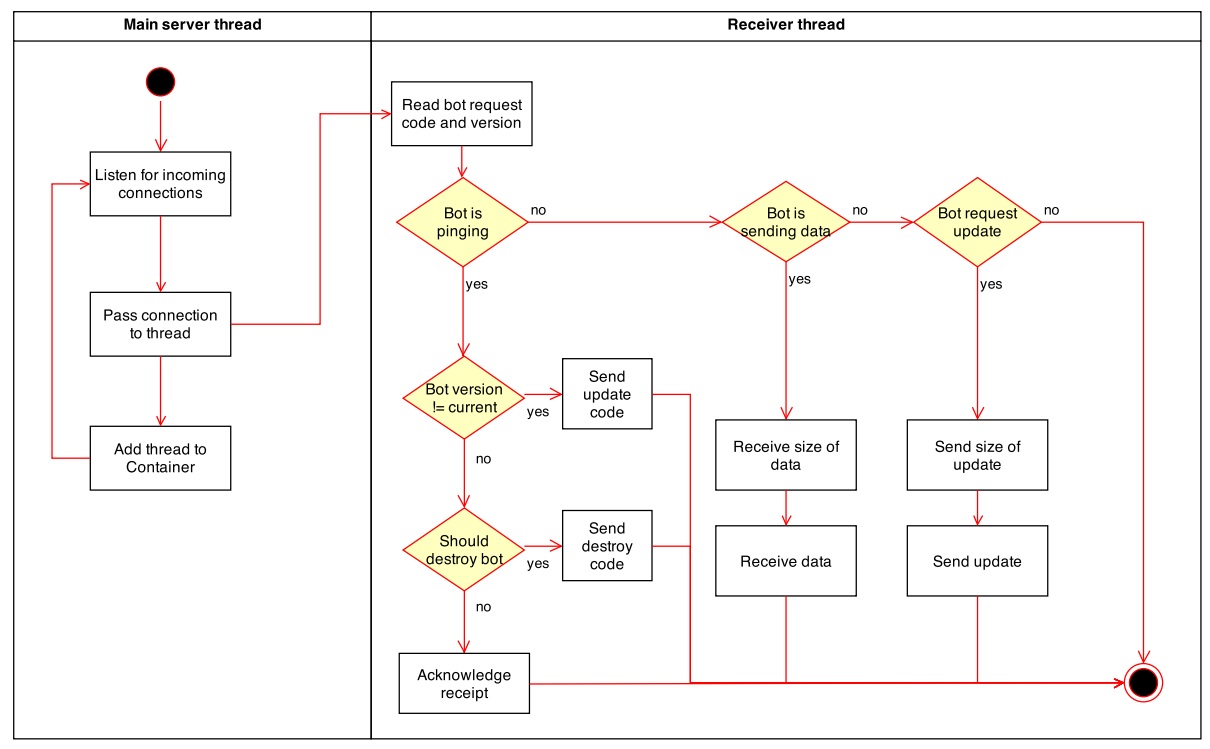 Main server thread
Receiver thread
Listen for incoming
connections
Pass connection
to thread
Add thread to
Container
Read bot request
code and version
Bot is
pinging
no
Bot is
sending data
no
Bot request
update
no
yes
yes
yes
Bot version
!= current
yes
Send
update
code
no
Receive size of
data
Send size of
update
Should
destroy bot
yes
Send
destroy
code
no
Receive data
Send update
Acknowledge
receipt